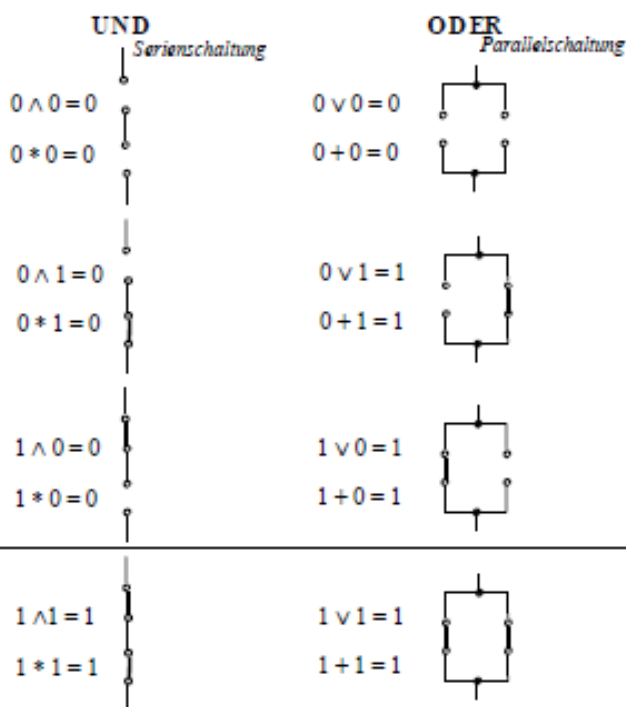 UND
Serienschaltung
ODER
Parallelschaltung
0 ∧ 0 = 0
0 ∨ 0 = 0
0 * 0 = 0
0 + 0 = 0
0 ∧ 1 = 0
0 ∨ 1 = 1
0 * 1 = 0
0 + 1 = 1
1 ∧ 0 = 0
1 ∨ 0 = 1
1 * 0 = 0
1 + 0 = 1
1 ∧ 1 = 1
1 ∨ 1 = 1
1 * 1 = 1
1 + 1 = 1